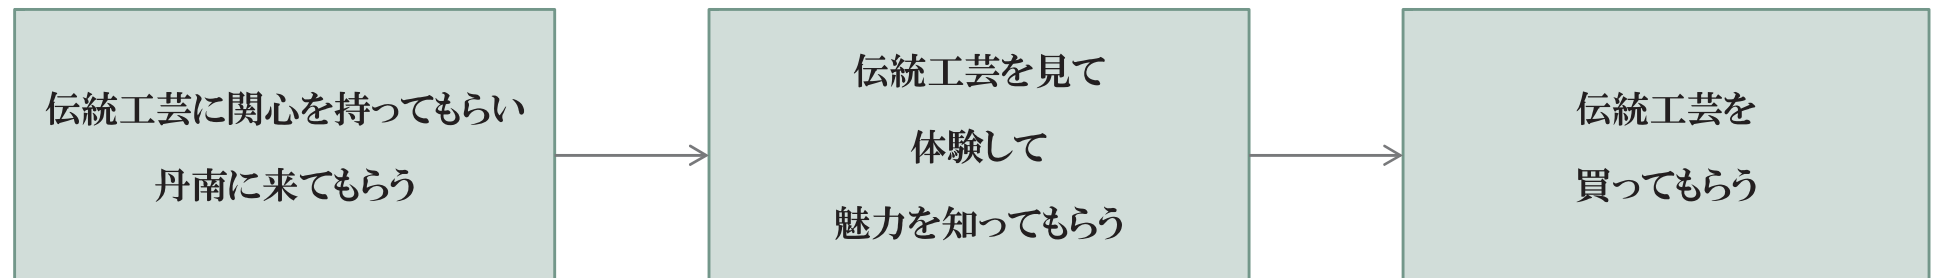 伝統工芸に関心を持ってもらい
丹南に来てもらう
伝統工芸を見て
体験して
魅力を知ってもらう
伝統工芸を
買ってもらう